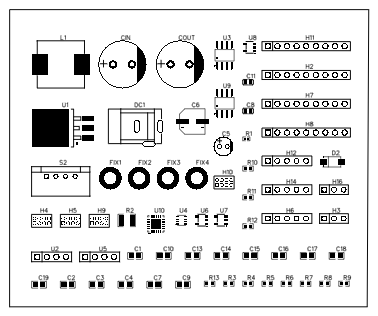 L1 CIN COUT U3 U8 H11
C11 H2
U9 H7
U1 DC1 C6 C8 H8
C5 R1
H12 D2
S2 FIX1 FIX2 FIX3 FIX4 R10
H10 H14 H16
R11
H4 H5 H9 R2 U10 U4 U6 U7 H6 H3
R12
U2 U5 C1 C10 C13 C14 C15 C16 C17 C18
C19 C2 C3 C4 C7 C9 R13 R3 R4 R5 R6 R7 R8 R9